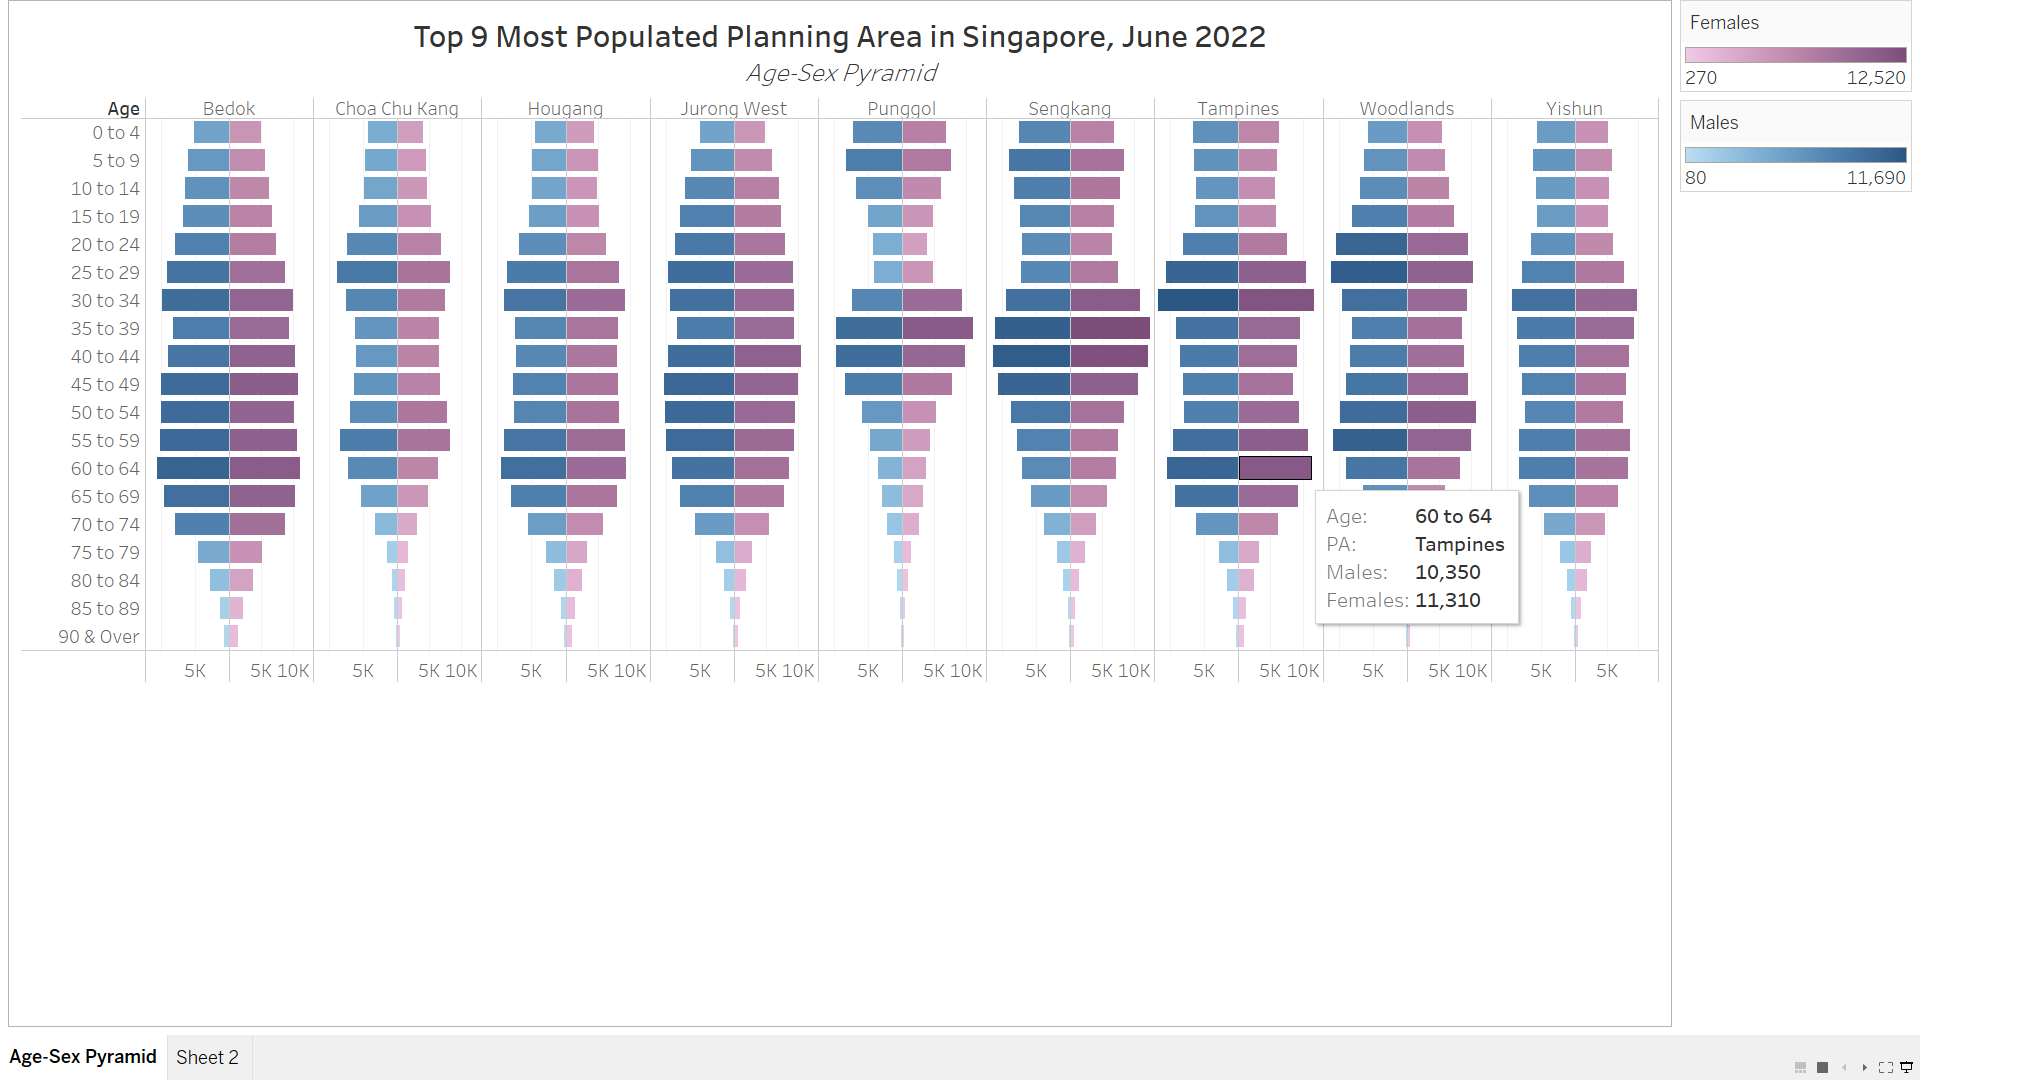 Top 9 Most Populated Planning Area in Singapore, June 2022
Age-Sex Pyramid
Age Bedok Choa Chu Kang Hougang Jurong West Punggol Sengkang Tampines Woodlands Yishun
0 to 4
5 to 9
10 to 14
15 to 19
20 to 24
25 to 29
30 to 34
35 to 39
40 to 44
45 to 49
50 to 54
55 to 59
60 to 64
65 to 69
70 to 74
75 to 79
80 to 84
85 to 89
90 & Over
5K 5K 10K 5K 5K 10K 5K 5K 10K 5K 5K 10K 5K 5K 10K 5K 5K 10K 5K 5K 10K 5K 5K 10K 5K 5K
Age: 60 to 64
PA: Tampines
Males: 10,350
Females: 11,310
Females
270 12,520
Males
80 11,690
Age-Sex Pyramid Sheet 2